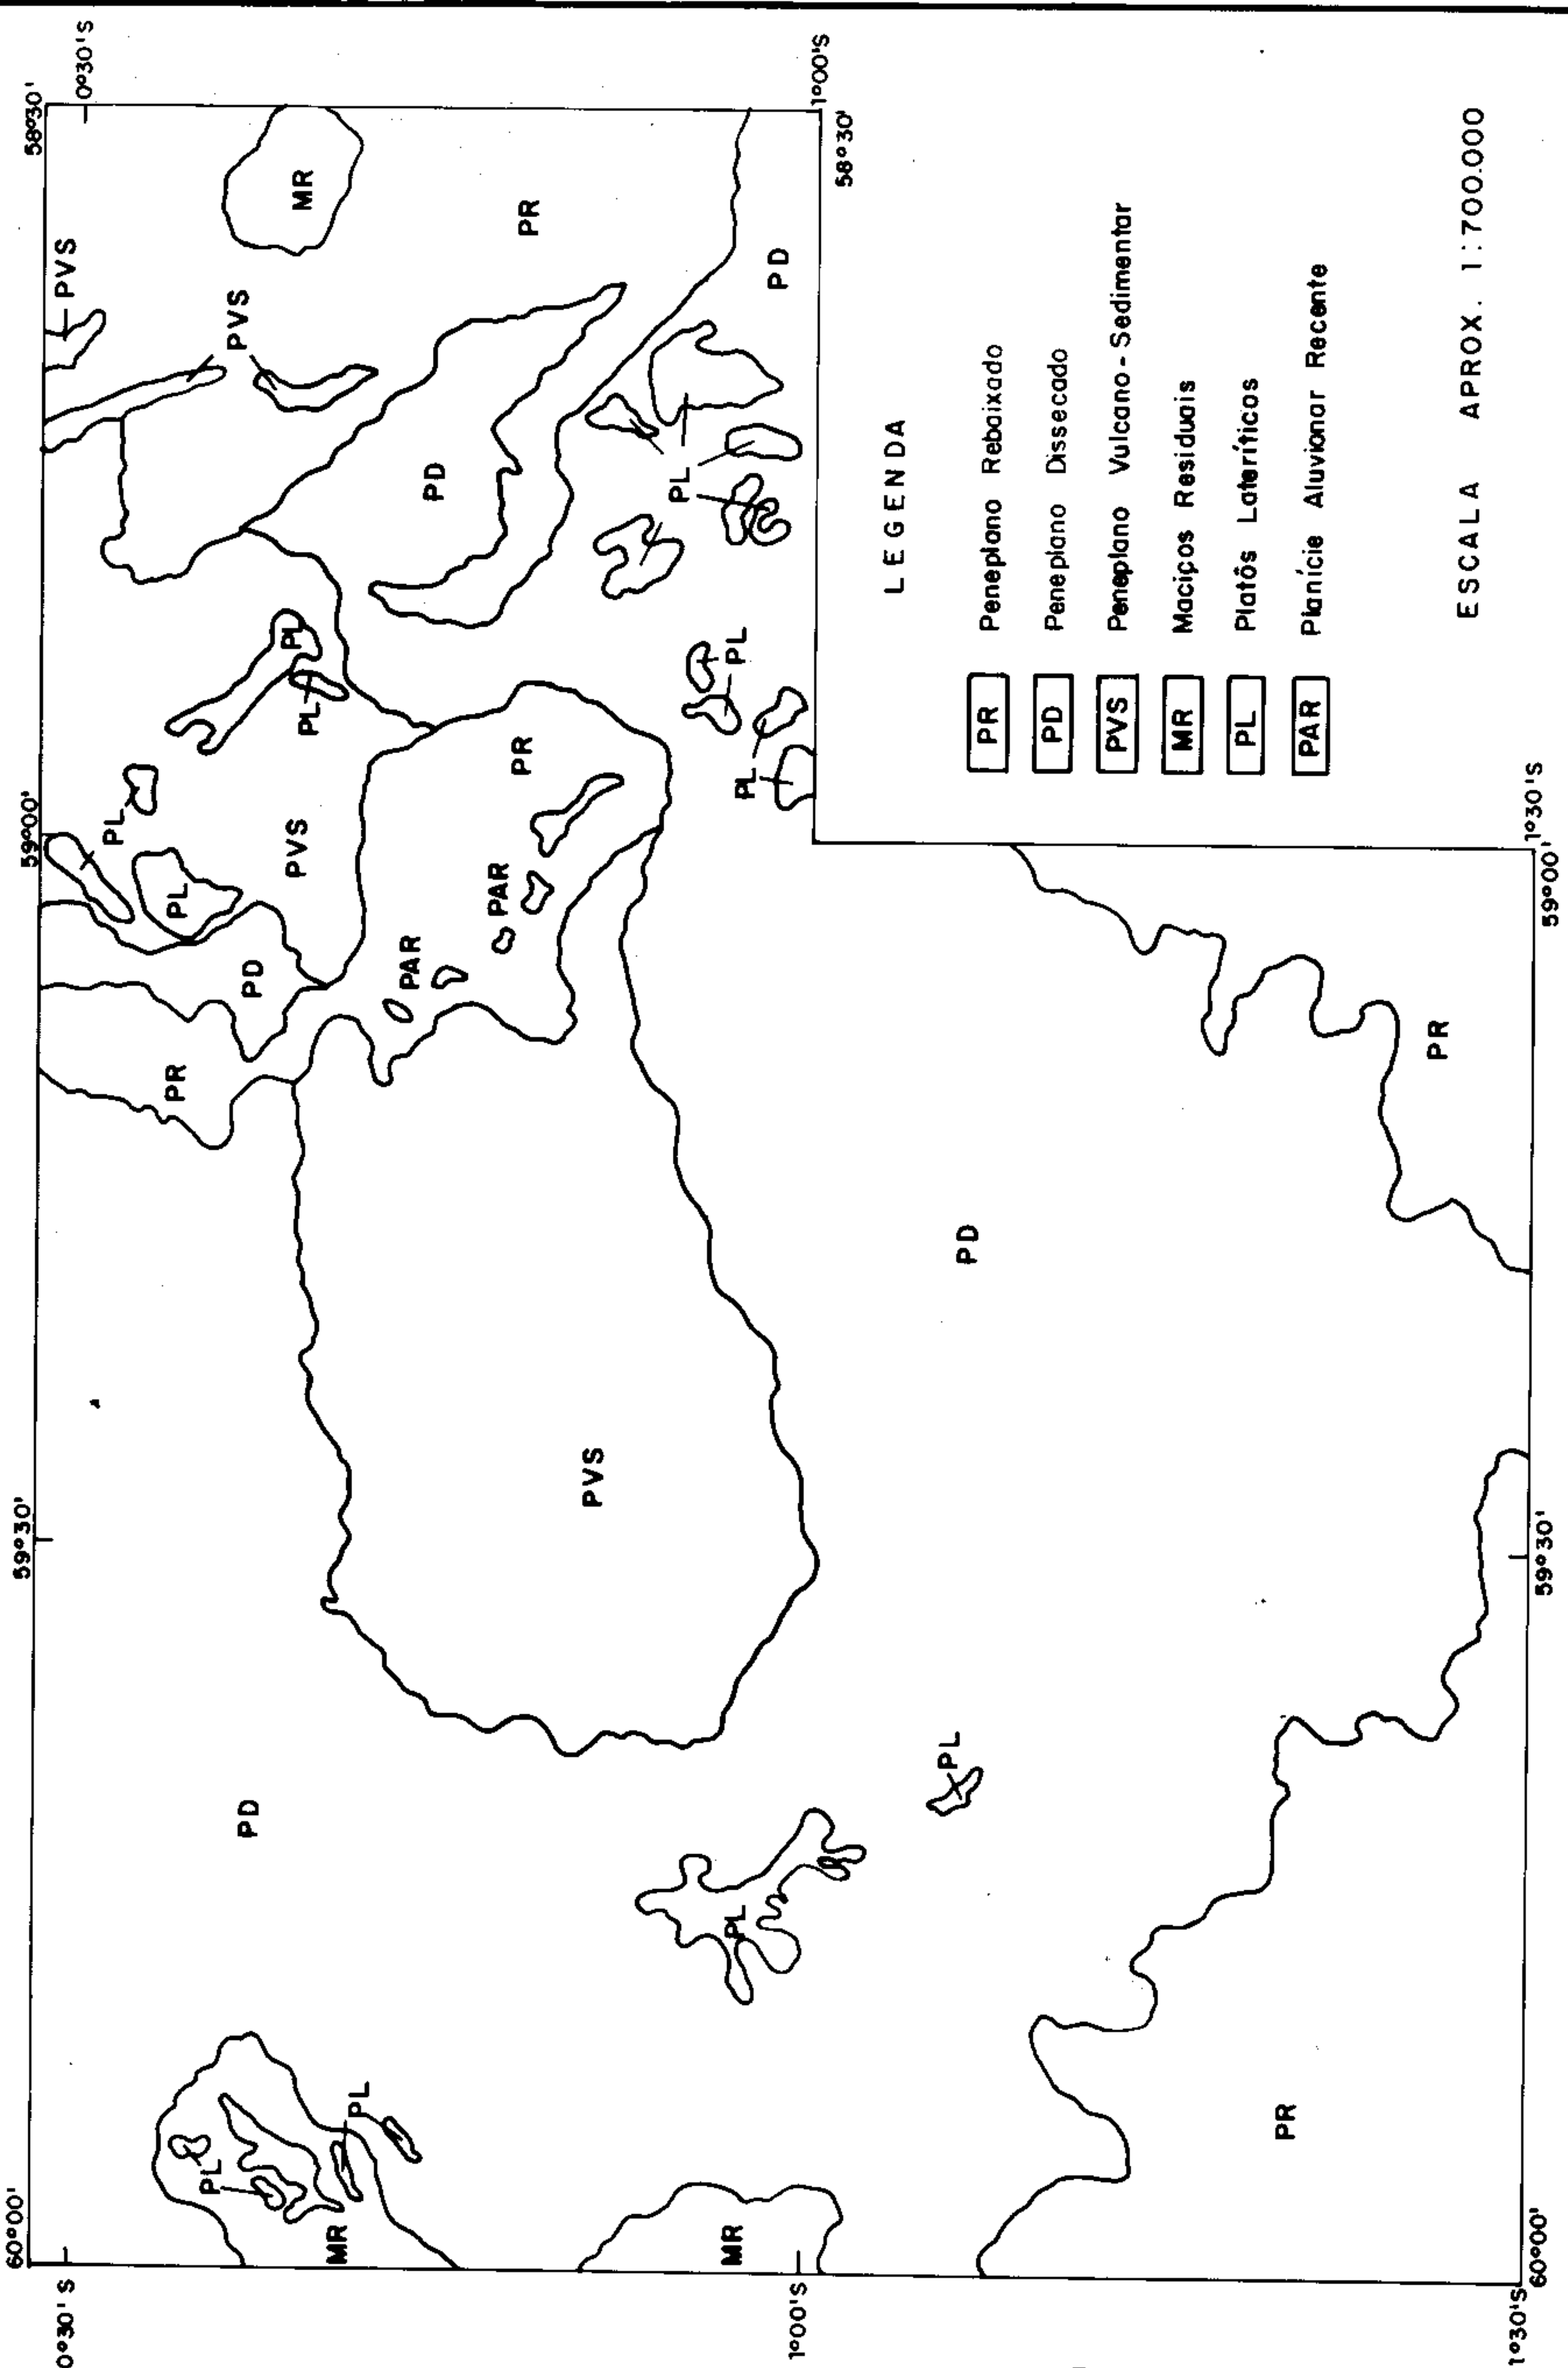 60°00'
59°30'
59°00'
58°30'
0°30'S
0°30'S
PVS
PVS
MR
PR
PD
PD
PL
PL
PL
PL
PL
PL
PL
PVS
PD
PR
PR
PAR
PAR
PVS
PD
PL
PL
MR
PL
PL
MR
PD
PR
PR
1°00'S
1°00'S
58°30'
1°30'S
1°30'S
60°00'
59°30'
59°00'
LEGENDA
PR Peneplano Rebaixado
PD Peneplano Dissecado
PVS Peneplano Vulcano-Sedimentar
MR Maciços Residuais
PL Platôs Lateríticos
PAR Planície Aluvionar Recente
ESCALA APROX. 1:700.000